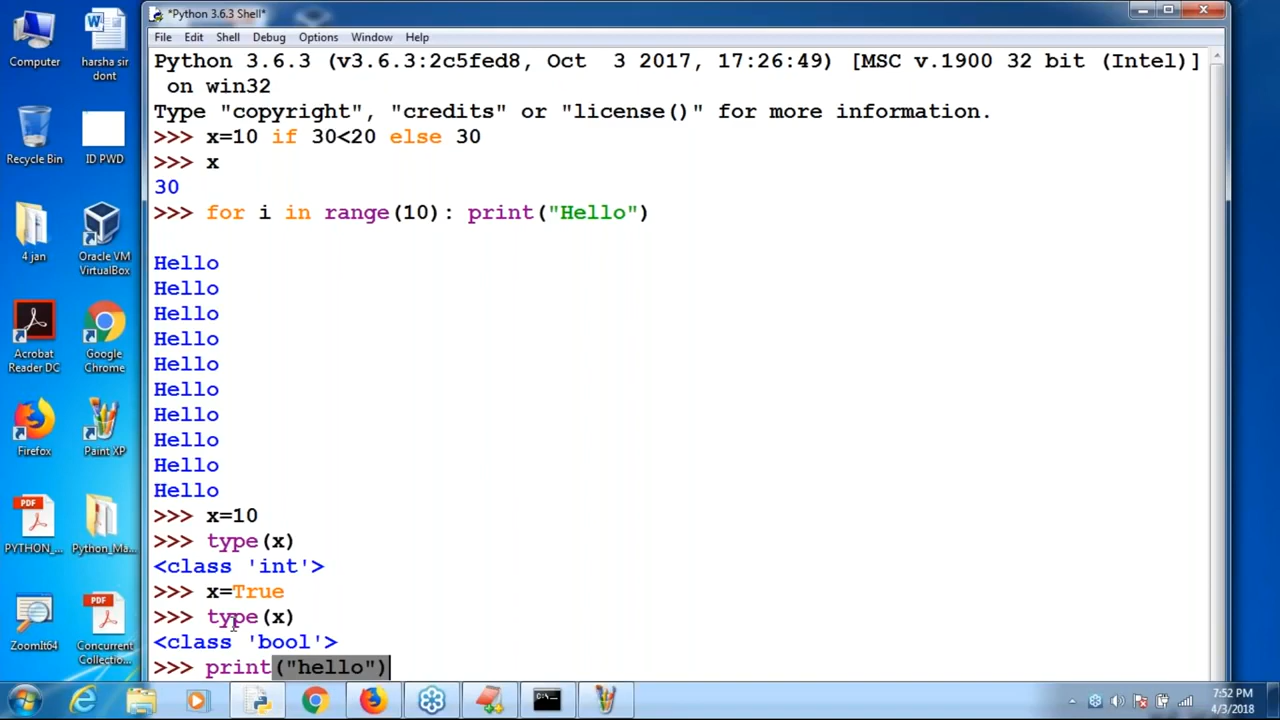 *Python 3.6.3 Shell*
File Edit Shell Debug Options Window Help
Python 3.6.3 (v3.6.3:2c5fed8, Oct  3 2017, 17:26:49) [MSC v.1900 32 bit (Intel)]
on win32
Type "copyright", "credits" or "license()" for more information.
>>> x=10 if 30<20 else 30
>>> x
30
>>> for i in range(10): print("Hello")
Hello
Hello
Hello
Hello
Hello
Hello
Hello
Hello
Hello
Hello
>>> x=10
>>> type(x)
<class 'int'>
>>> x=True
>>> type(x)
<class 'bool'>
>>> print("hello")
Computer
harsha sir
dont
Recycle Bin
ID PWD
4 jan
Oracle VM
VirtualBox
Acrobat
Reader DC
Google
Chrome
Firefox
Paint XP
PDF
PYTHON_...
Python_Ma...
ZoomIt64
PDF
Concurrent
Collectio...
7:52 PM
4/3/2018